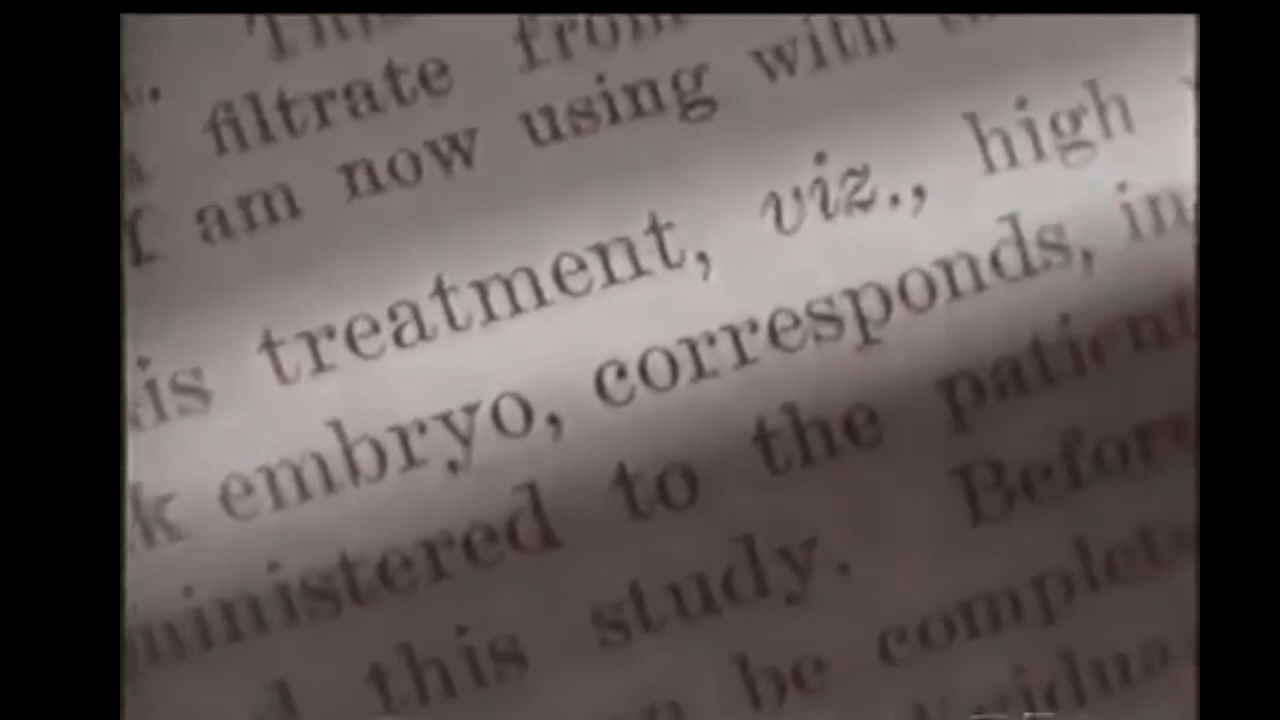 filtrate from
I am now using with
is treatment, viz., high
k embryo, corresponds, in
ministered to the patient
this study. Before
be complete